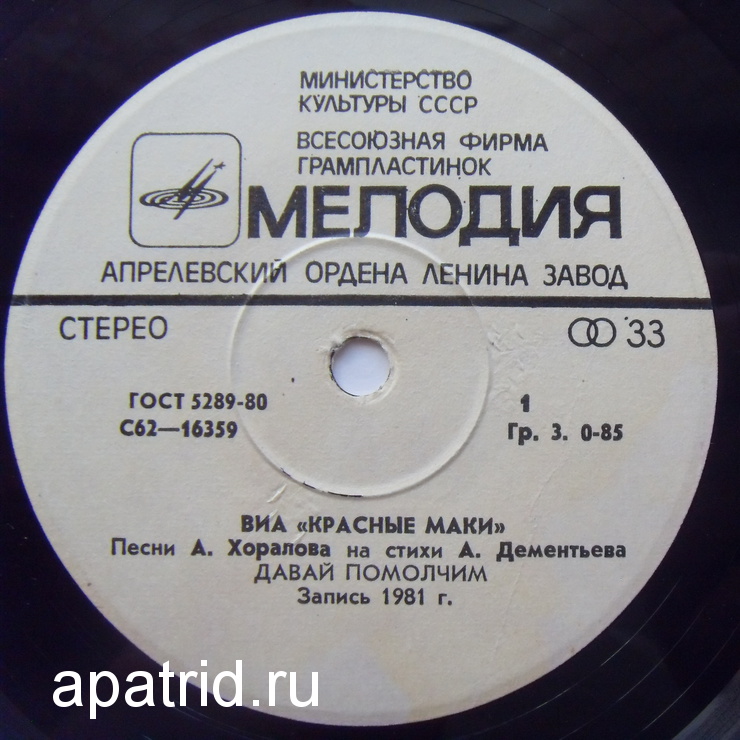 МИНИСТЕРСТВО
КУЛЬТУРЫ СССР
ВСЕСОЮЗНАЯ ФИРМА
ГРАМПЛАСТИНОК
МЕЛОДИЯ
АПРЕЛЕВСКИЙ ОРДЕНА ЛЕНИНА ЗАВОД
СТЕРЕО 33
ГОСТ 5289-80 1
С62—16359 Гр. 3. 0-85
ВИА «КРАСНЫЕ МАКИ»
Песни А. Хоралова на стихи А. Дементьева
ДАВАЙ ПОМОЛЧИМ
Запись 1981 г.
apatrid.ru